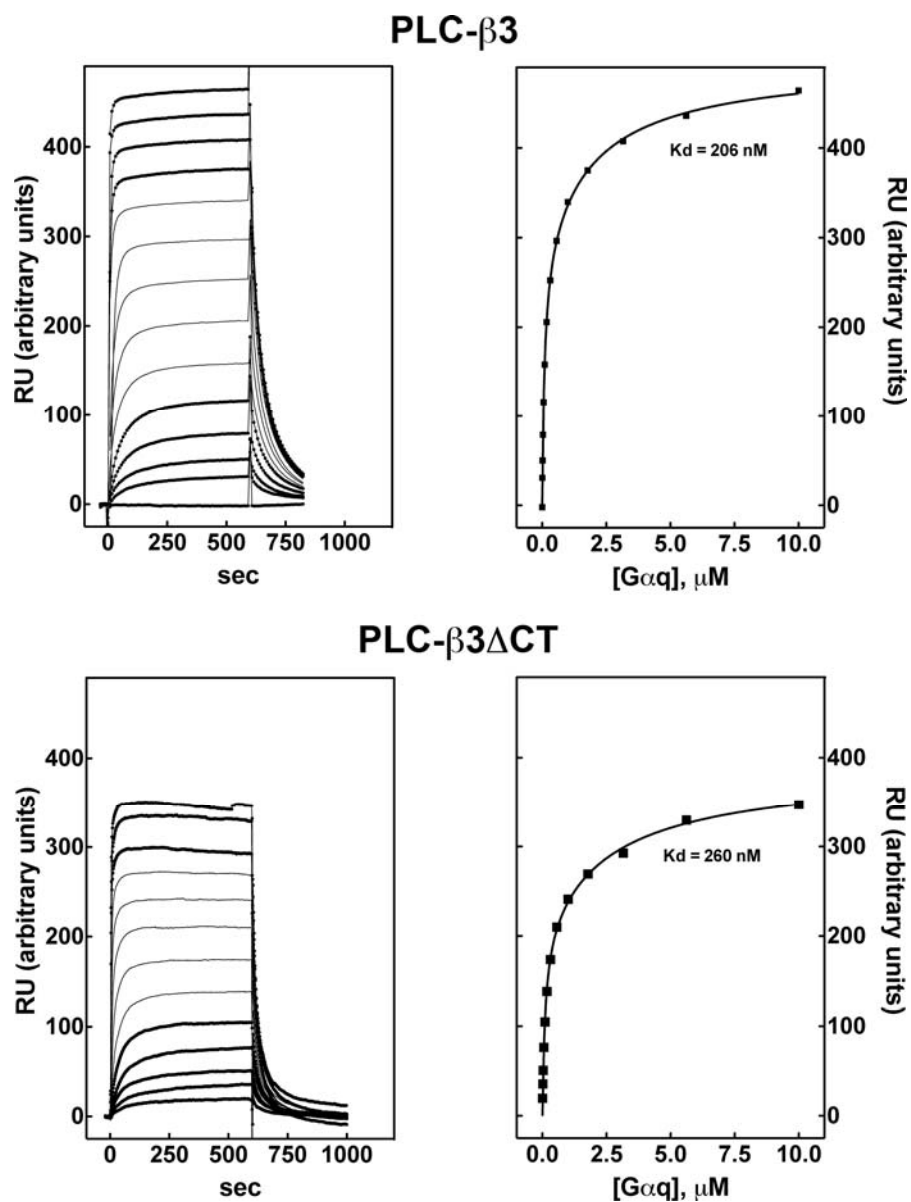 PLC-β3
RU (arbitrary units)
400
300
200
100
0
0 250 500 750 1000
sec
Kd = 206 nM
400
300
200
100
0
RU (arbitrary units)
0.0 2.5 5.0 7.5 10.0
[Gαq], μM
PLC-β3ΔCT
RU (arbitrary units)
400
300
200
100
0
0 250 500 750 1000
sec
Kd = 260 nM
400
300
200
100
0
RU (arbitrary units)
0.0 2.5 5.0 7.5 10.0
[Gαq], μM